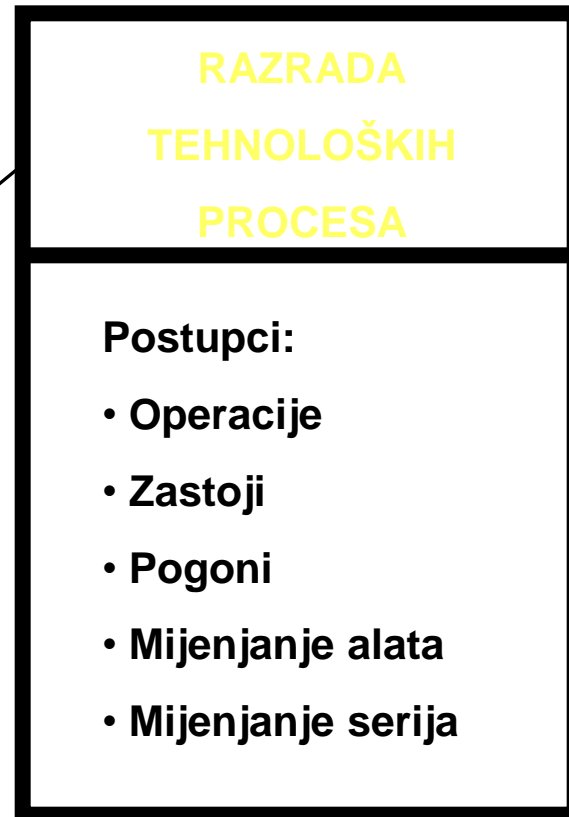 RAZRADA
TEHNOLOŠKIH
PROCESA
Postupci:
• Operacije
• Zastoji
• Pogoni
• Mijenjanje alata
• Mijenjanje serija